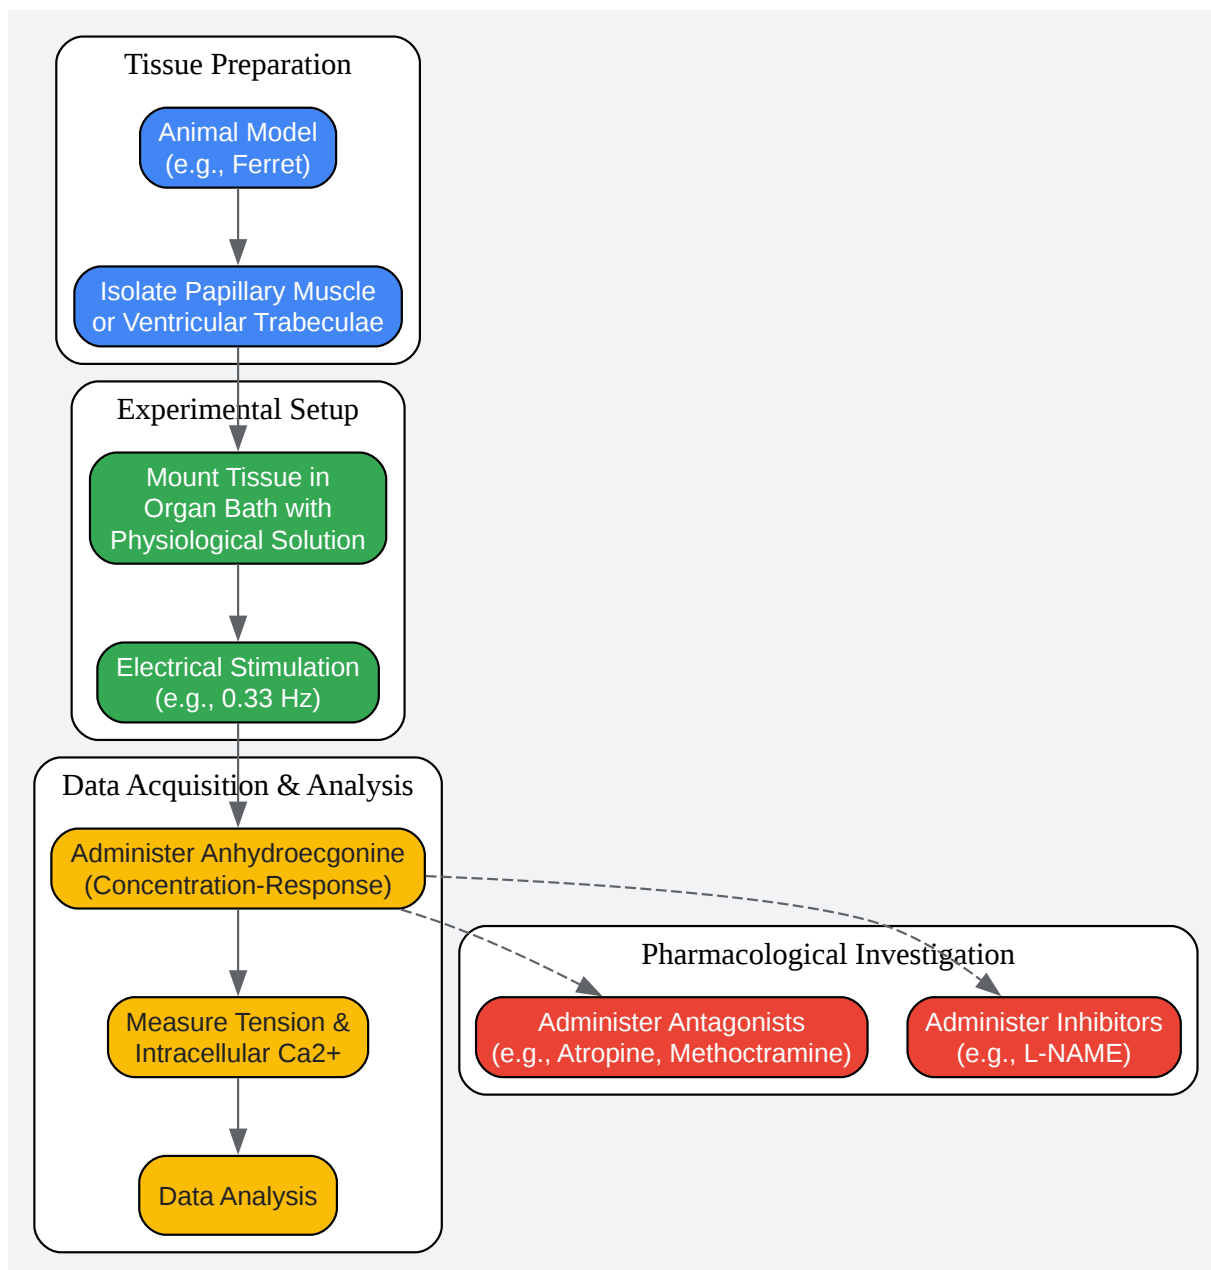 Tissue Preparation
Animal Model
(e.g., Ferret)
Isolate Papillary Muscle
or Ventricular Trabeculae
Experimental Setup
Mount Tissue in
Organ Bath with
Physiological Solution
Electrical Stimulation
(e.g., 0.33 Hz)
Data Acquisition & Analysis
Administer Anhydroecgonine
(Concentration-Response)
Pharmacological Investigation
Measure Tension &
Intracellular Ca2+
Administer Antagonists
(e.g., Atropine, Methoctramine)
Administer Inhibitors
(e.g., L-NAME)
Data Analysis